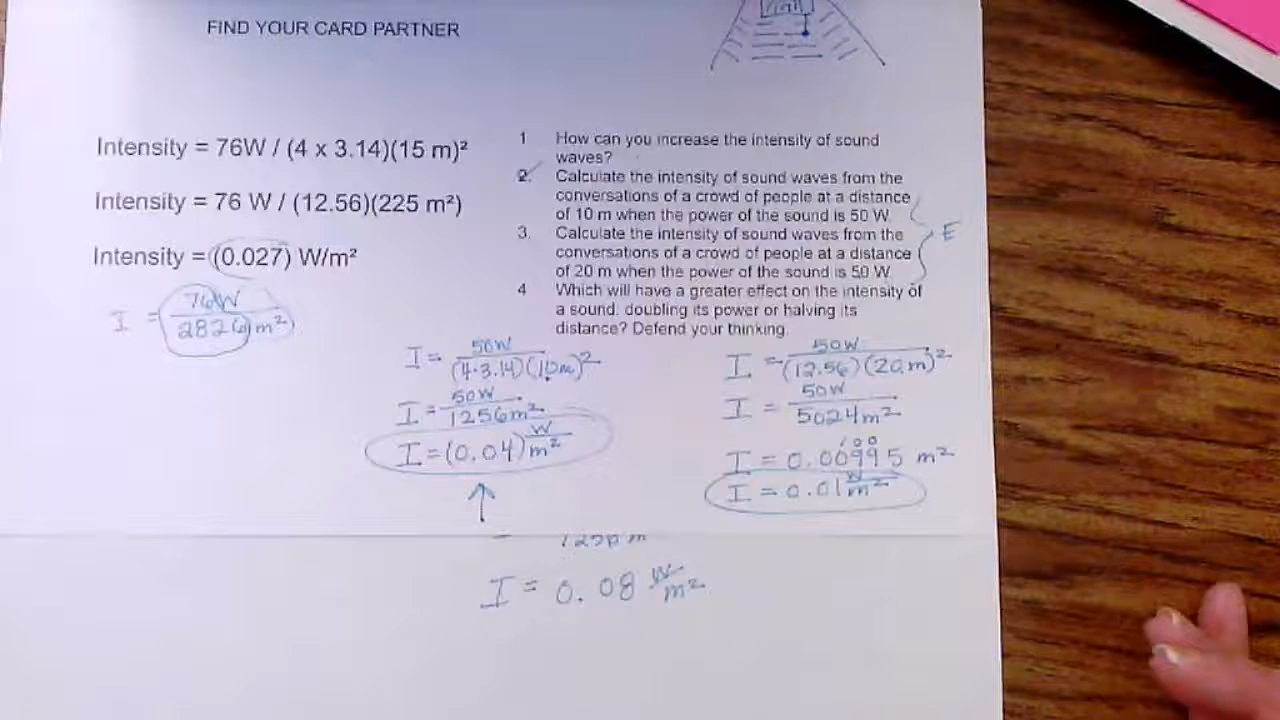 FIND YOUR CARD PARTNER
Intensity = 76W / (4 x 3.14)(15 m)²
Intensity = 76 W / (12.56)(225 m²)
Intensity = (0.027) W/m²
I = 76W
2826 m²)
1 How can you increase the intensity of sound
waves?
2. Calculate the intensity of sound waves from the
conversations of a crowd of people at a distance
of 10 m when the power of the sound is 50 W.
3. Calculate the intensity of sound waves from the
conversations of a crowd of people at a distance
of 20 m when the power of the sound is 50 W.
E
4 Which will have a greater effect on the intensity of
a sound: doubling its power or halving its
distance? Defend your thinking.
I = 50W
(4·3.14)(10m)²
I = 50W
1256m²
I = (0.04) W
m²
I = 50W
(12.56)(20m)²
I = 50W
5024m²
I = 0.00995 m²
I = 0.01 W
m²
I = 0.08 W
m²